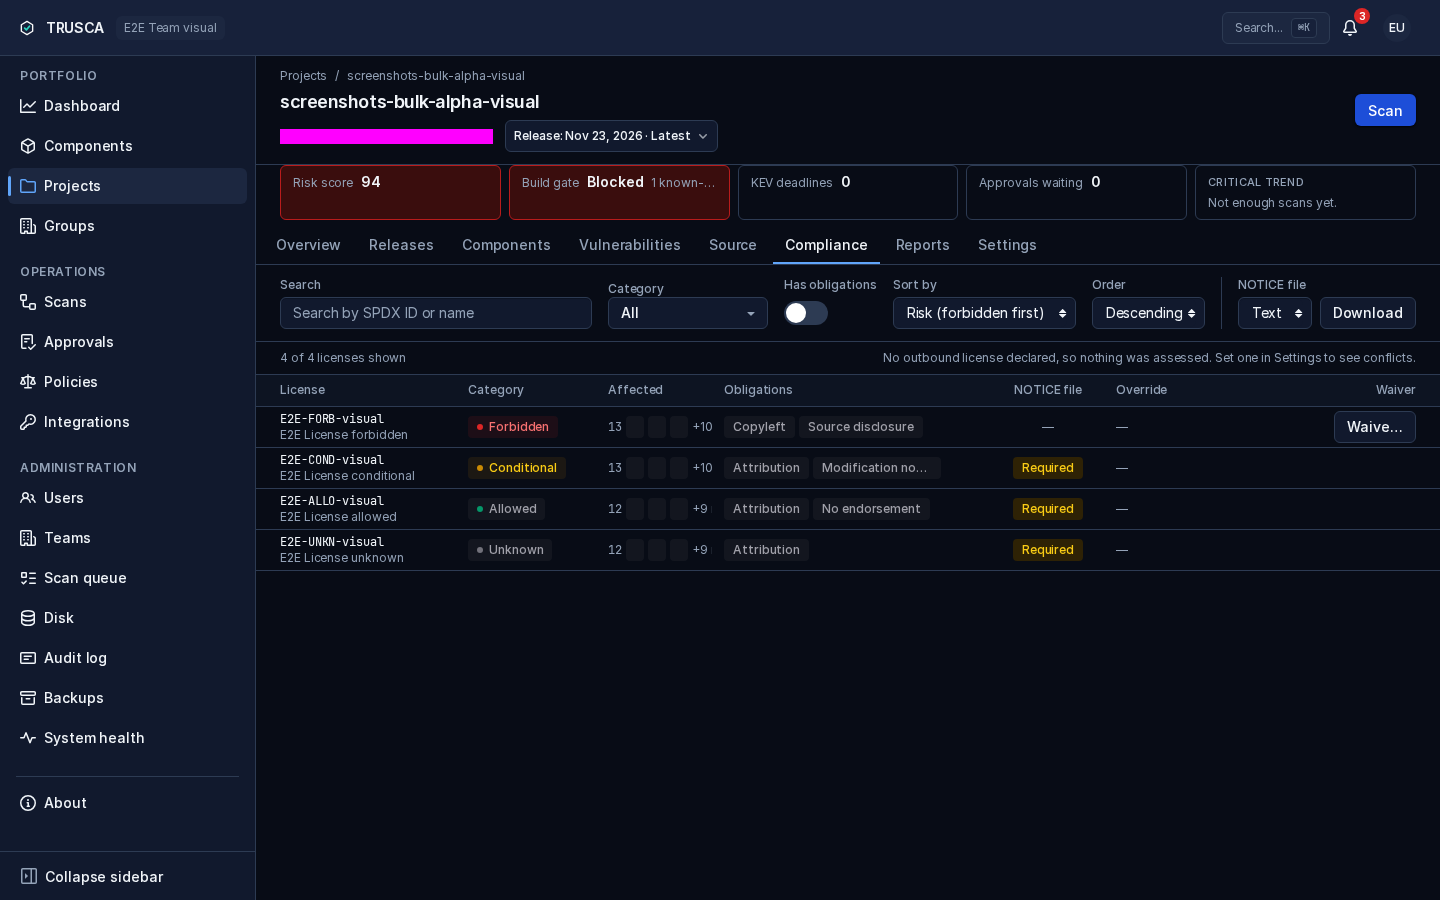 TRUSCA E2E Team visual Search... ⌘K 3 EU
PORTFOLIO
Dashboard
Components
Projects
Groups
OPERATIONS
Scans
Approvals
Policies
Integrations
ADMINISTRATION
Users
Teams
Scan queue
Disk
Audit log
Backups
System health
About
Collapse sidebar
Projects / screenshots-bulk-alpha-visual
screenshots-bulk-alpha-visual
Release: Nov 23, 2026 · Latest
Scan
Risk score 94
Build gate Blocked 1 known-...
KEV deadlines 0
Approvals waiting 0
CRITICAL TREND
Not enough scans yet.
Overview Releases Components Vulnerabilities Source Compliance Reports Settings
Search Category Has obligations Sort by Order NOTICE file
Search by SPDX ID or name All Risk (forbidden first) Descending Text Download
4 of 4 licenses shown No outbound license declared, so nothing was assessed. Set one in Settings to see conflicts.
License Category Affected Obligations NOTICE file Override Waiver
E2E-FORB-visual
E2E License forbidden
Forbidden 13 +10 Copyleft Source disclosure — — Waive...
E2E-COND-visual
E2E License conditional
Conditional 13 +10 Attribution Modification no... Required —
E2E-ALLO-visual
E2E License allowed
Allowed 12 +9 Attribution No endorsement Required —
E2E-UNKN-visual
E2E License unknown
Unknown 12 +9 Attribution Required —